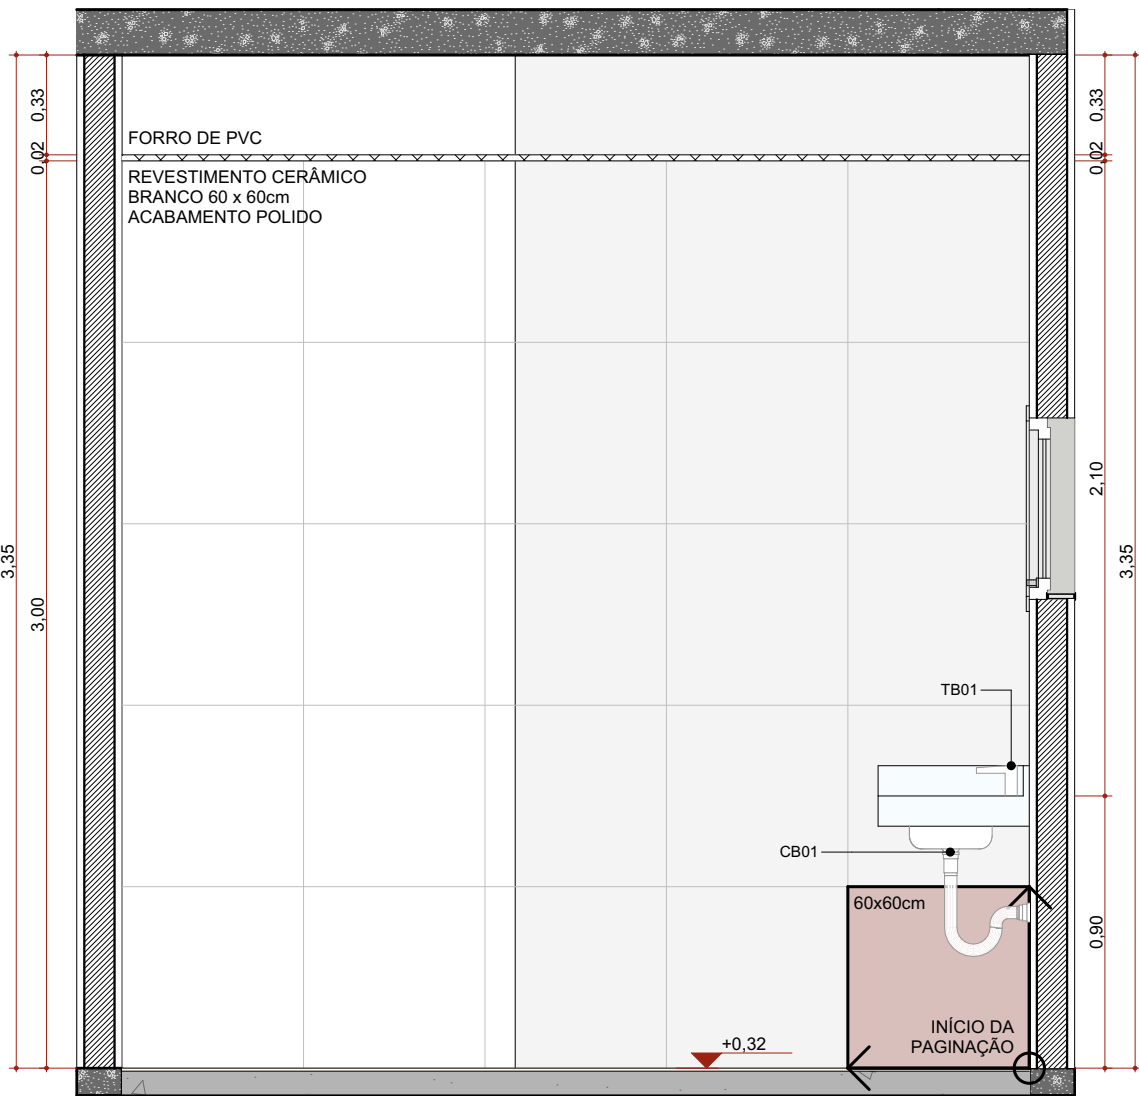 0,33
0,33
FORRO DE PVC
0,02
0,02
REVESTIMENTO CERÂMICO
BRANCO 60 x 60cm
ACABAMENTO POLIDO
2,10
3,35
3,35
3,00
TB01
CB01
60x60cm
0,90
INÍCIO DA
PAGINAÇÃO
+0,32